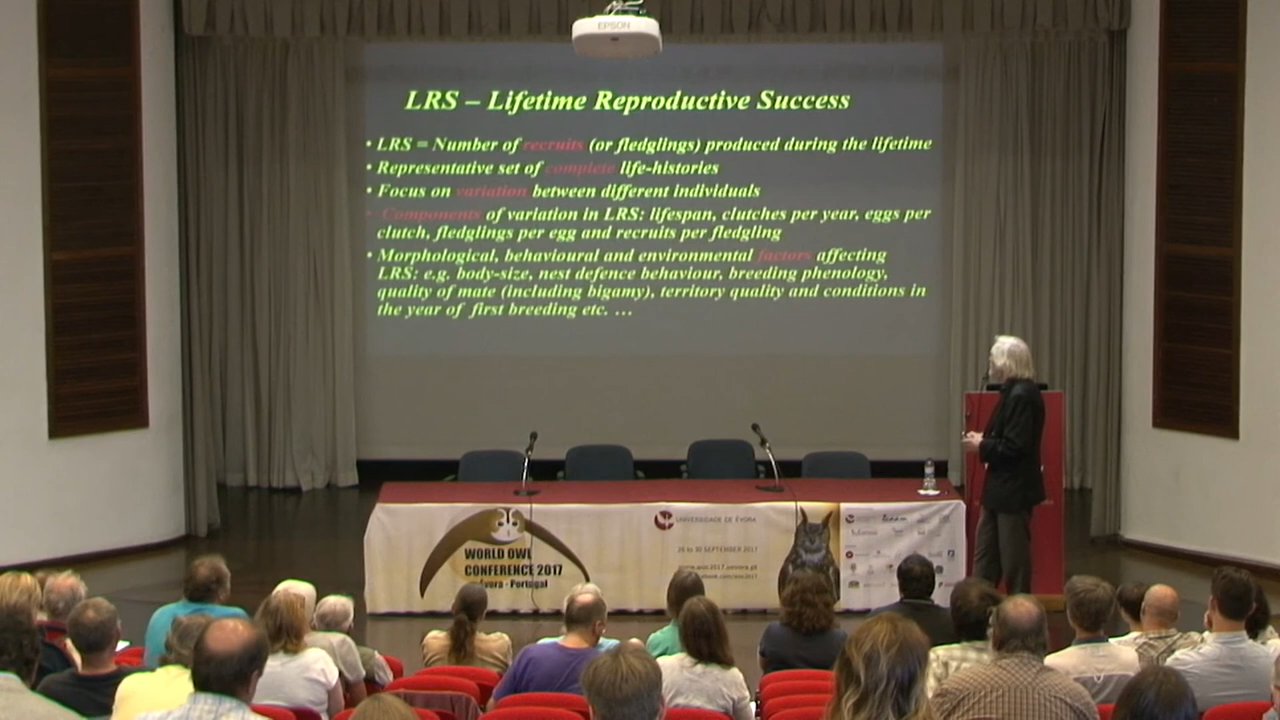 EPSON
LRS – Lifetime Reproductive Success
• LRS = Number of recruits (or fledglings) produced during the lifetime
• Representative set of complete life-histories
• Focus on variation between different individuals
• Components of variation in LRS: lifespan, clutches per year, eggs per
clutch, fledglings per egg and recruits per fledgling
• Morphological, behavioural and environmental factors affecting
LRS: e.g. body-size, nest defence behaviour, breeding phenology,
quality of mate (including bigamy), territory quality and conditions in
the year of first breeding etc. …
WORLD OWL
CONFERENCE 2017
Évora - Portugal
UNIVERSIDADE DE ÉVORA
26 to 30 SEPTEMBER 2017